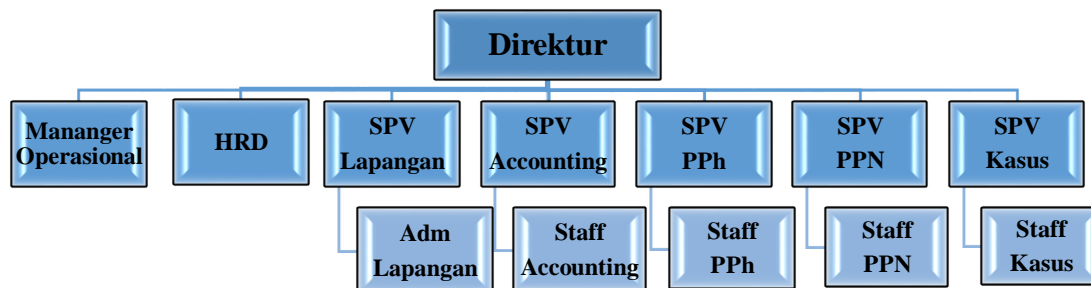 Direktur
Mananger
Operasional
HRD
SPV
Lapangan
SPV
Accounting
SPV
PPh
SPV
PPN
SPV
Kasus
Adm
Lapangan
Staff
Accounting
Staff
PPh
Staff
PPN
Staff
Kasus